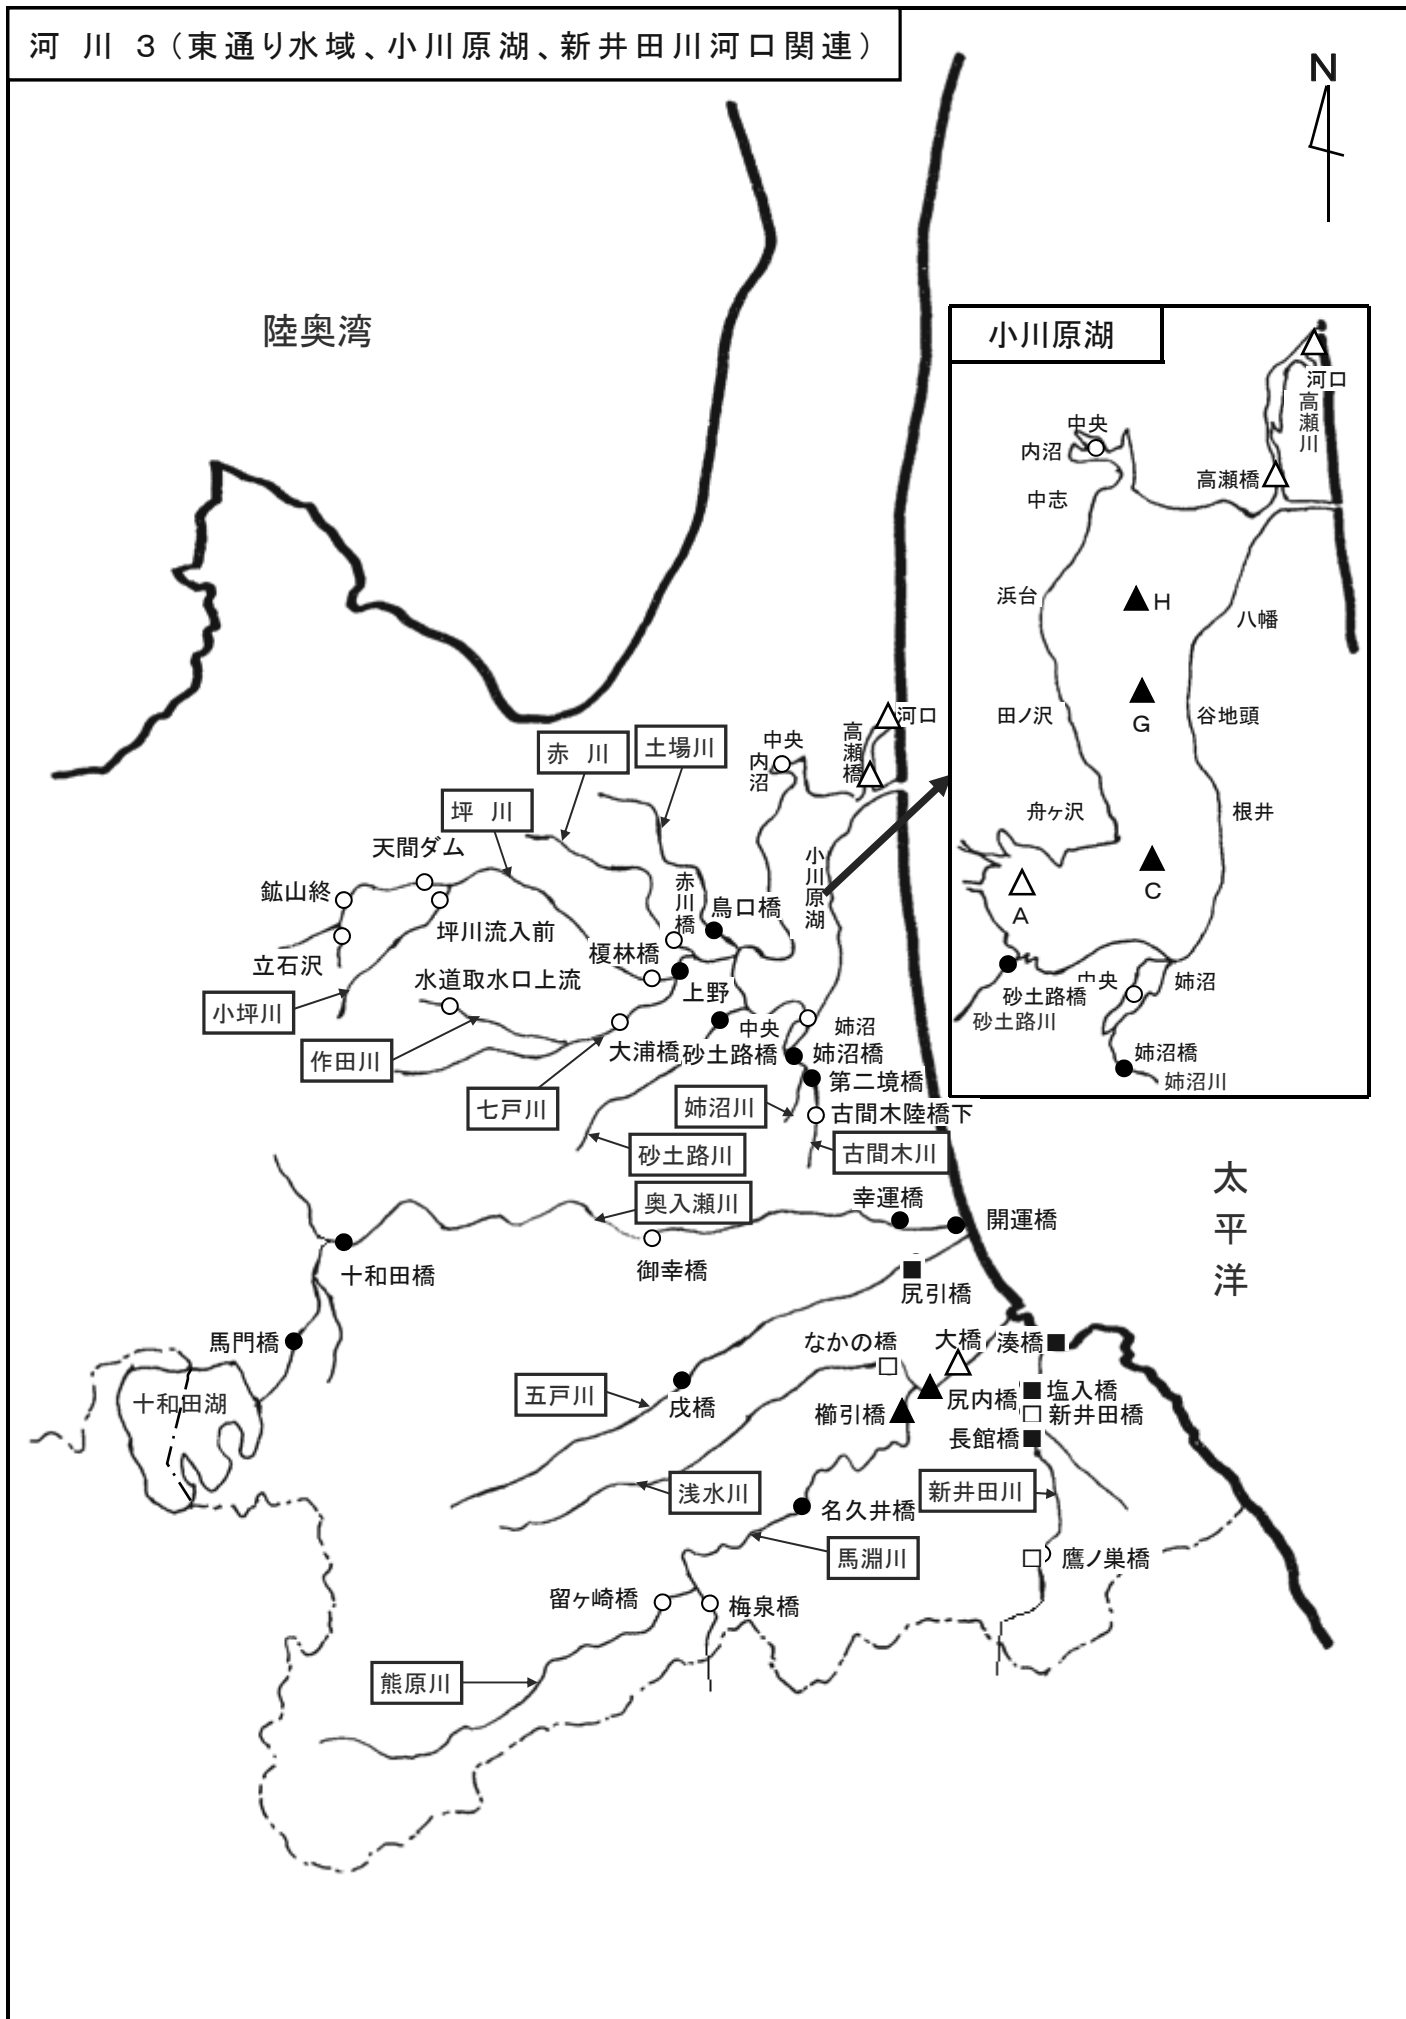 河 川 3（東通り水域、小川原湖、新井田川河口関連）
N
陸奥湾
小川原湖
河口
高瀬川
中央
内沼
高瀬橋
中志
浜台
H
八幡
G
田ノ沢
谷地頭
舟ヶ沢
根井
C
A
中央
姉沼
砂土路橋
砂土路川
姉沼橋
姉沼川
河口
高瀬橋
中央
内沼
土場川
赤 川
坪 川
天間ダム
小川原湖
赤川橋
鳥口橋
鉱山終
坪川流入前
榎林橋
立石沢
水道取水口上流
上野
小坪川
作田川
大浦橋
砂土路橋
中央
姉沼
姉沼橋
第二境橋
七戸川
姉沼川
古間木陸橋下
砂土路川
古間木川
太平洋
奥入瀬川
幸運橋
開運橋
十和田橋
御幸橋
尻引橋
馬門橋
なかの橋
大橋
湊橋
十和田湖
五戸川
戌橋
尻内橋
塩入橋
櫛引橋
新井田橋
長館橋
浅水川
新井田川
名久井橋
馬淵川
鷹ノ巣橋
留ヶ崎橋
梅泉橋
熊原川